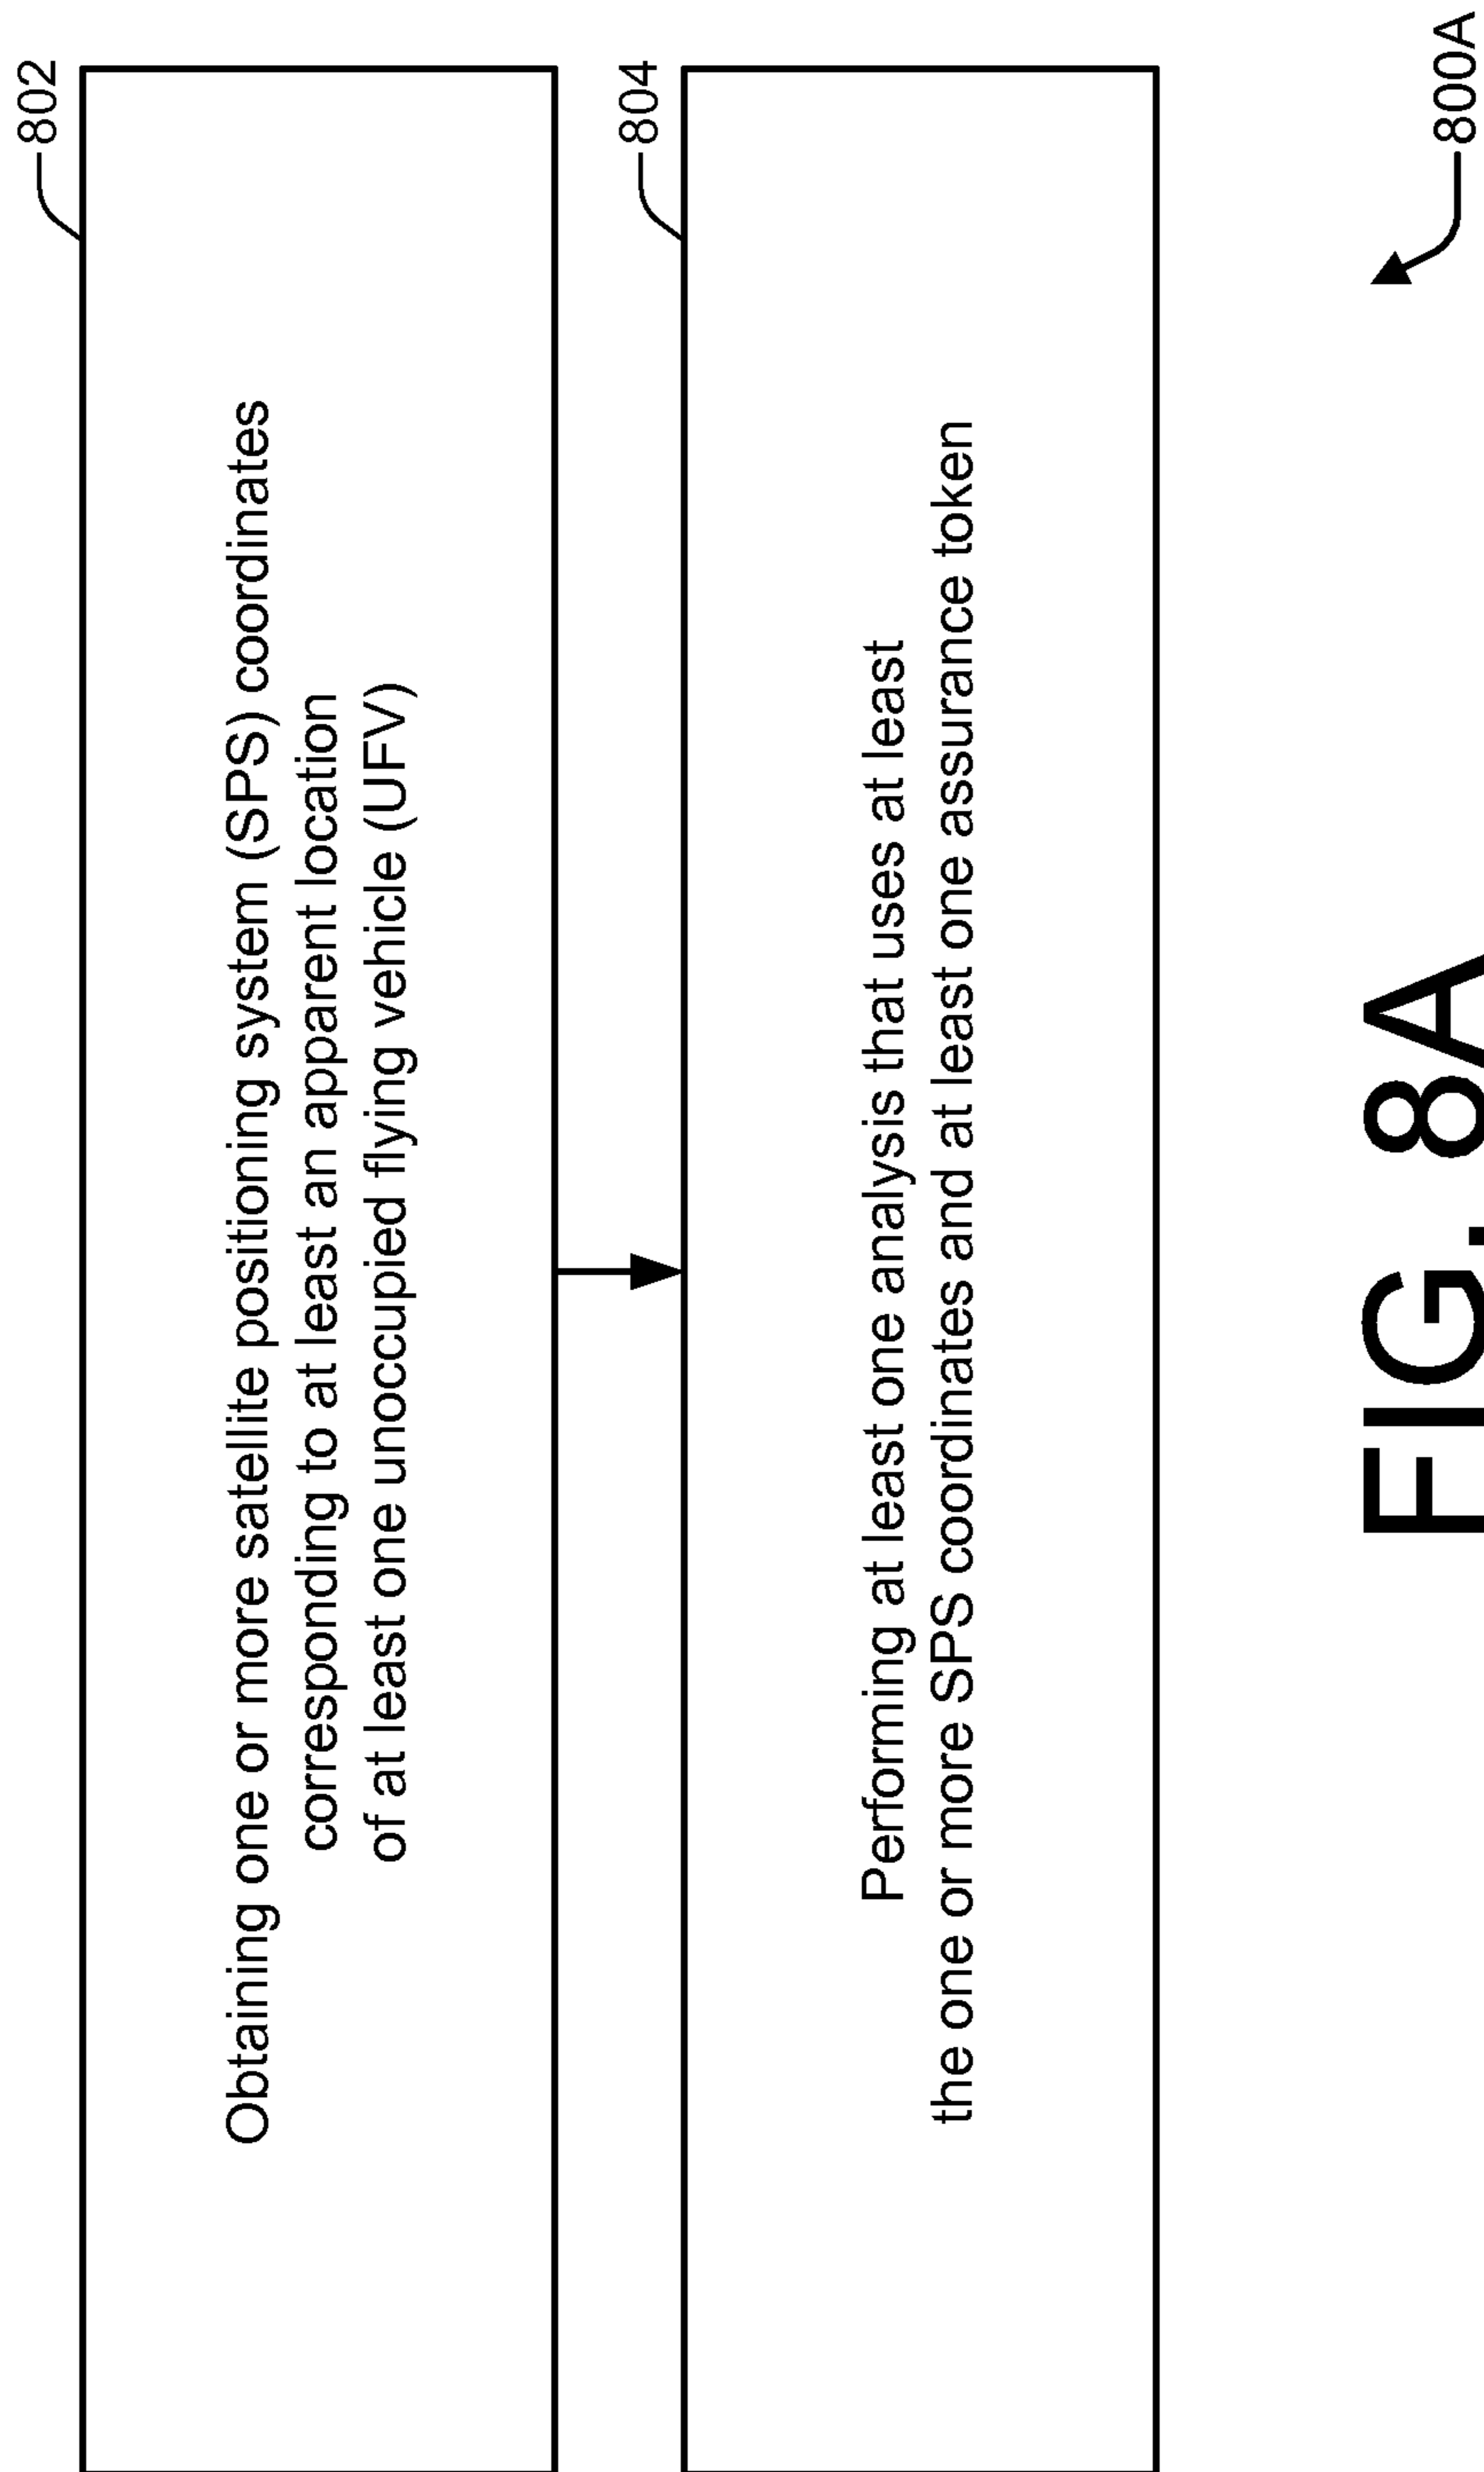 802
Obtaining one or more satellite positioning system (SPS) coordinates
corresponding to at least an apparent location
of at least one unoccupied flying vehicle (UFV)
804
Performing at least one analysis that uses at least
the one or more SPS coordinates and at least one assurance token
800A
FIG. 8A